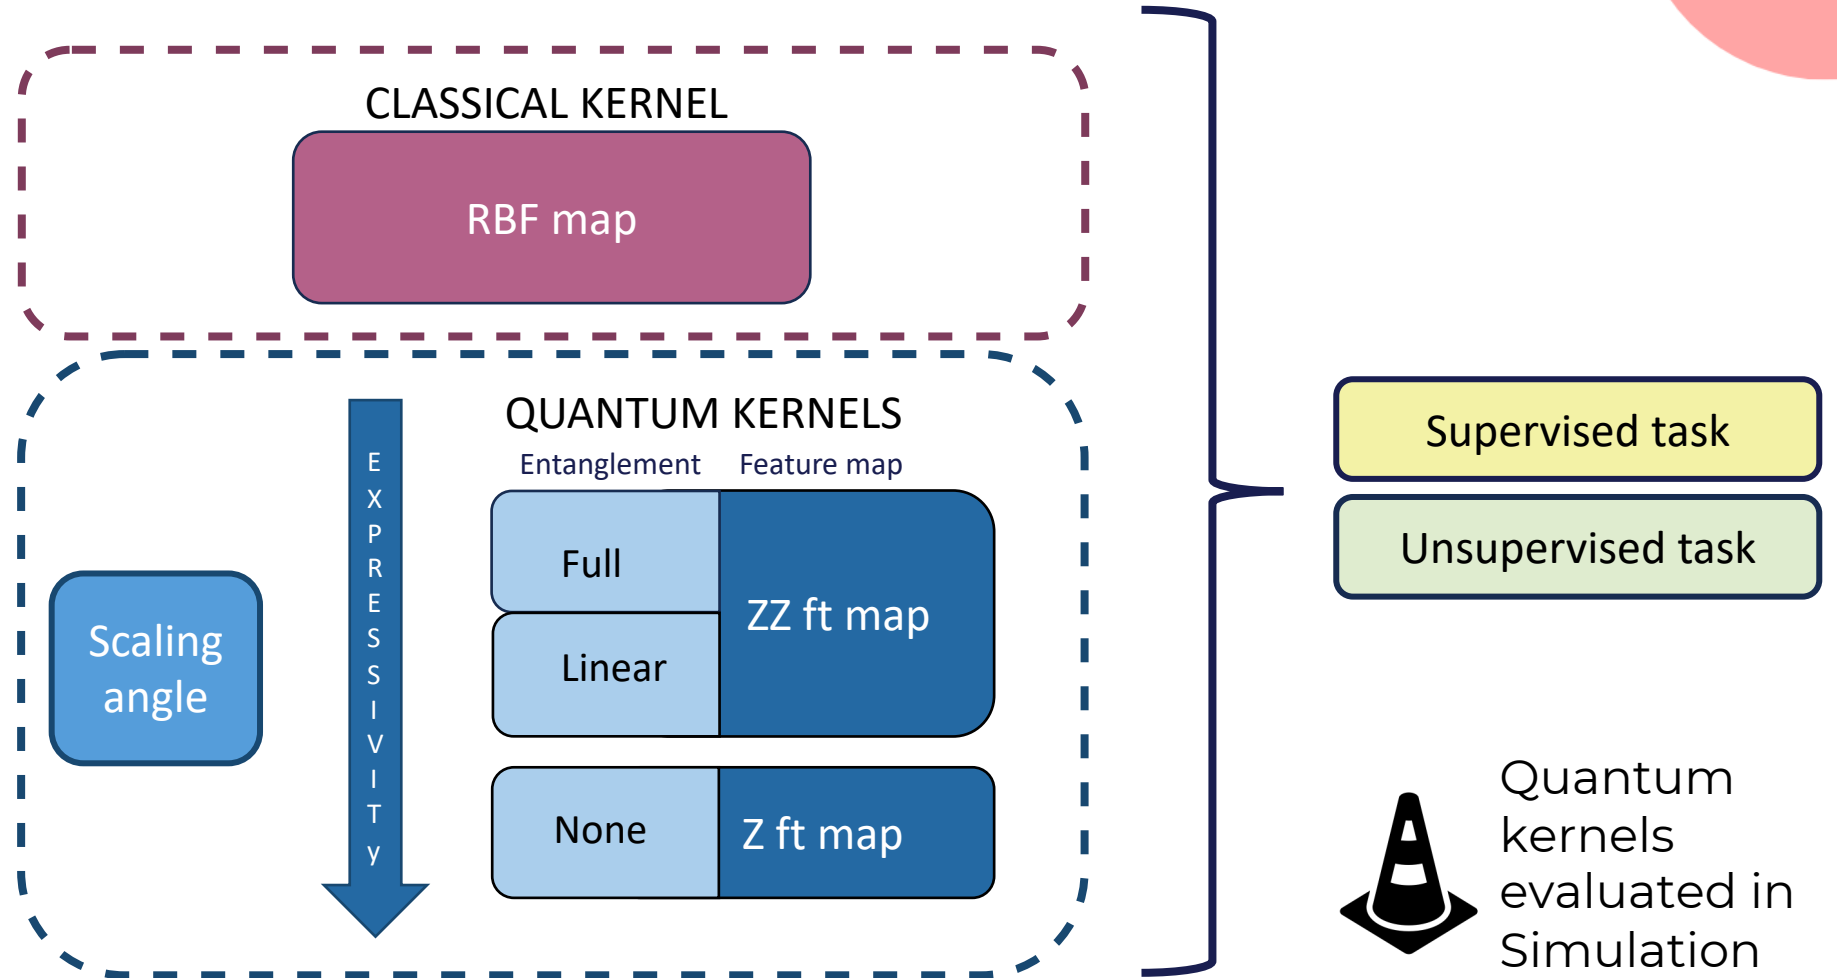 CLASSICAL KERNEL
RBF map
QUANTUM KERNELS
Entanglement Feature map
EXPRESSIVITy
Scaling
angle
Full
Linear
ZZ ft map
None
Z ft map
Supervised task
Unsupervised task
Quantum
kernels
evaluated in
Simulation